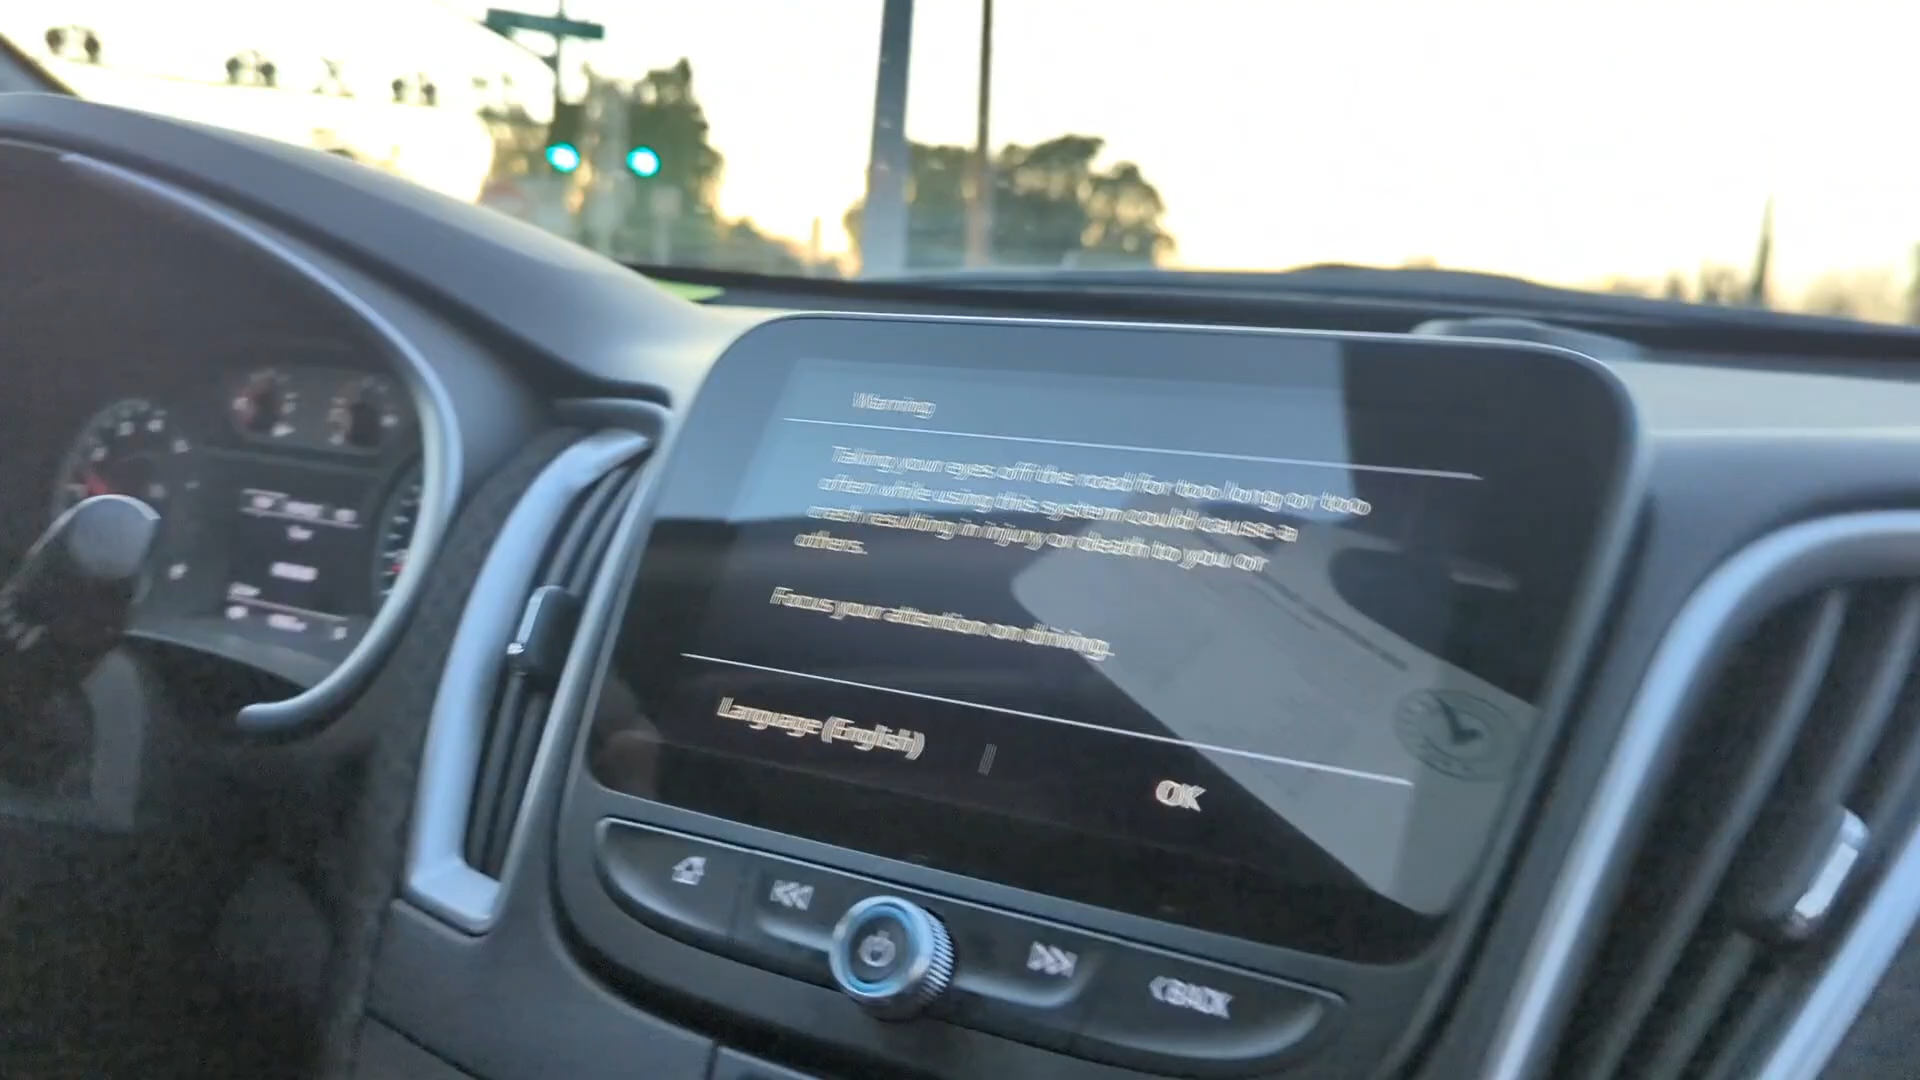 Warning
Taking your eyes off the road for too long or too
often while using this system could cause a
crash resulting in injury or death to you or
others.
Focus your attention on driving.
Language (English)
OK
BACK